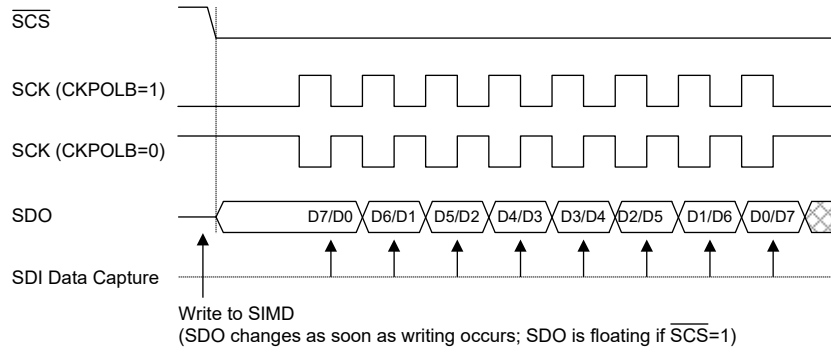 SCS
SCK (CKPOLB=1)
SCK (CKPOLB=0)
SDO D7/D0 D6/D1 D5/D2 D4/D3 D3/D4 D2/D5 D1/D6 D0/D7
SDI Data Capture
Write to SIMD
(SDO changes as soon as writing occurs; SDO is floating if SCS=1)